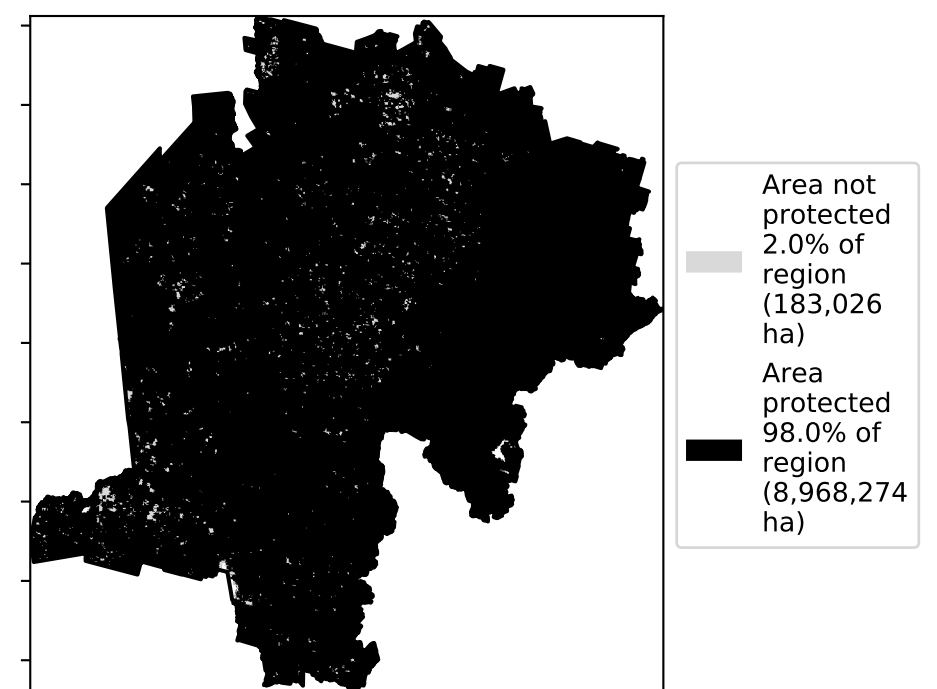 Area not
protected
2.0% of
region
(183,026
ha)
Area
protected
98.0% of
region
(8,968,274
ha)